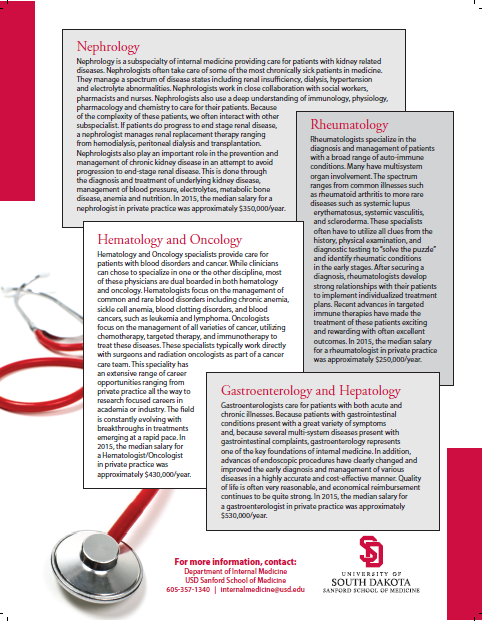 Nephrology
Nephrology is a subspecialty of internal medicine providing care for patients with kidney related
diseases. Nephrologists often take care of some of the most chronically sick patients in medicine.
They manage a spectrum of disease states including renal insufficiency, dialysis, hypertension
and electrolyte abnormalities. Nephrologists work in close collaboration with social workers,
pharmacists and nurses. Nephrologists also use a deep understanding of immunology, physiology,
pharmacology and chemistry to care for their patients. Because
of the complexity of these patients, we often interact with other
subspecialist. If patients do progress to end stage renal disease,
a nephrologist manages renal replacement therapy ranging
from hemodialysis, peritoneal dialysis and transplantation.
Nephrologists also play an important role in the prevention and
management of chronic kidney disease in an attempt to avoid
progression to end-stage renal disease. This is done through
the diagnosis and treatment of underlying kidney disease,
management of blood pressure, electrolytes, metabolic bone
disease, anemia and nutrition. In 2015, the median salary for a
nephrologist in private practice was approximately $350,000/year.
Rheumatology
Rheumatologists specialize in the
diagnosis and management of patients
with a broad range of auto-immune
conditions. Many have multisystem
organ involvement. The spectrum
ranges from common illnesses such
as rheumatoid arthritis to more rare
diseases such as systemic lupus
erythematosus, systemic vasculitis,
and scleroderma. These specialists
often have to utilize all clues from the
history, physical examination, and
diagnostic testing to "solve the puzzle"
and identify rheumatic conditions
in the early stages. After securing a
diagnosis, rheumatologists develop
strong relationships with their patients
to implement individualized treatment
plans. Recent advances in targeted
immune therapies have made the
treatment of these patients exciting
and rewarding with often excellent
outcomes. In 2015, the median salary
for a rheumatologist in private practice
was approximately $250,000/year.
Hematology and Oncology
Hematology and Oncology specialists provide care for
patients with blood disorders and cancer. While clinicians
can chose to specialize in one or the other discipline, most
of these physicians are dual boarded in both hematology
and oncology. Hematologists focus on the management of
common and rare blood disorders including chronic anemia,
sickle cell anemia, blood clotting disorders, and blood
cancers, such as leukemia and lymphoma. Oncologists
focus on the management of all varieties of cancer, utilizing
chemotherapy, targeted therapy, and immunotherapy to
treat these diseases. These specialists typically work directly
with surgeons and radiation oncologists as part of a cancer
care team. This speciality has
an extensive range of career
opportunities ranging from
private practice all the way to
research focused careers in
academia or industry. The field
is constantly evolving with
breakthroughs in treatments
emerging at a rapid pace. In
2015, the median salary for
a Hematologist/Oncologist
in private practice was
approximately $430,000/year.
Gastroenterology and Hepatology
Gastroenterologists care for patients with both acute and
chronic illnesses. Because patients with gastrointestinal
conditions present with a great variety of symptoms
and, because several multi-system diseases present with
gastrointestinal complaints, gastroenterology represents
one of the key foundations of internal medicine. In addition,
advances of endoscopic procedures have clearly changed and
improved the early diagnosis and management of various
diseases in a highly accurate and cost-effective manner. Quality
of life is often very reasonable, and economical reimbursement
continues to be quite strong. In 2015, the median salary for
a gastroenterologist in private practice was approximately
$530,000/year.
For more information, contact:
Department of Internal Medicine
USD Sanford School of Medicine
605-357-1340 | internalmedicine@usd.edu
UNIVERSITY OF
SOUTH DAKOTA
SANFORD SCHOOL OF MEDICINE